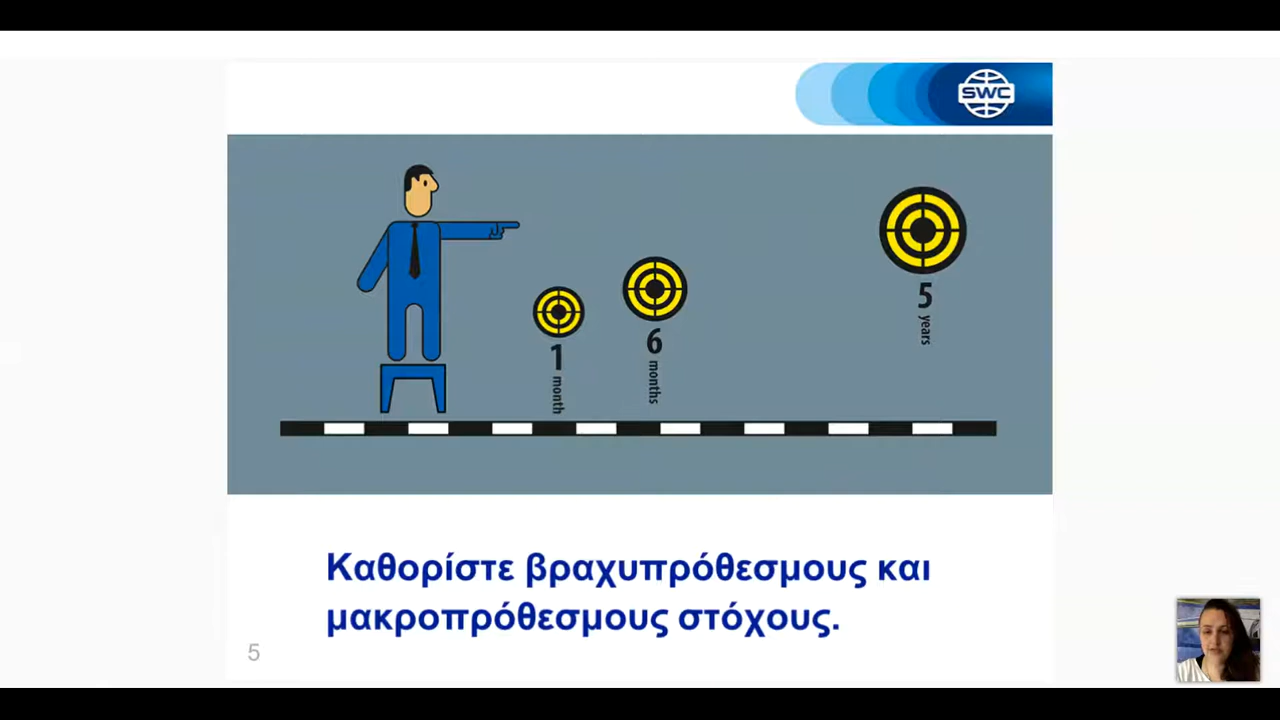 SWC
1
month
6
months
5
years
Καθορίστε βραχυπρόθεσμους και
μακροπρόθεσμους στόχους.
5